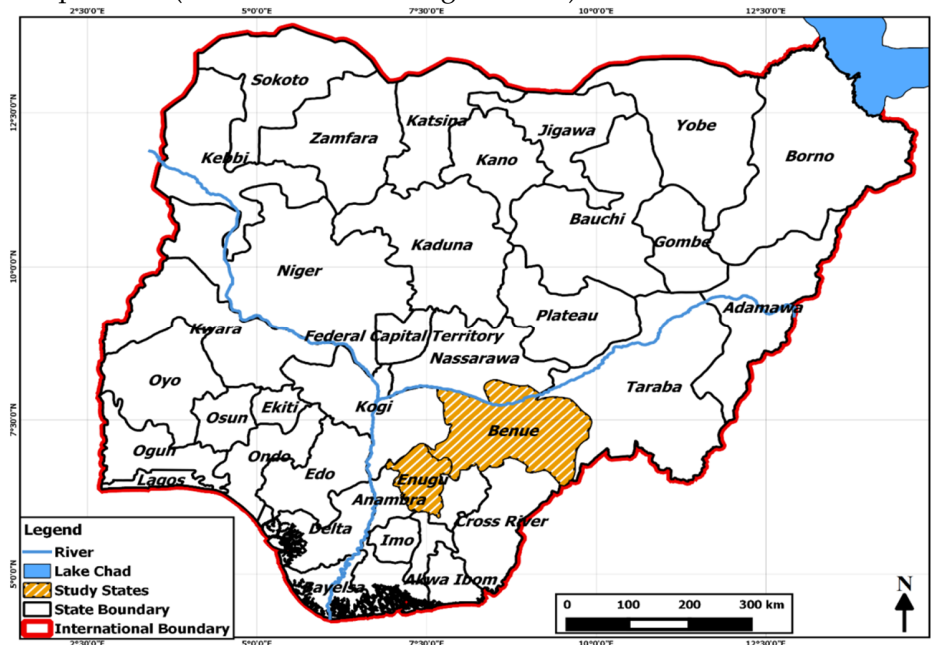 2°30'0"E 5°0'0"E 7°30'0"E 10°0'0"E 12°30'0"E
12°30'0"N
10°0'0"N
7°30'0"N
5°0'0"N
Sokoto
Katsina
Zamfara
Jigawa
Yobe
Kebbi
Kano
Borno
Bauchi
Kaduna
Gombe
Niger
Adamawa
Plateau
Kwara
Federal Capital Territory
Nassarawa
Oyo
Taraba
Ekiti
Kogi
Osun
Benue
Ogun
Ondo
Edo
Enugu
Lagos
Anambra
Delta
Cross River
Imo
Bayelsa
Akwa Ibom
Legend
River
Lake Chad
Study States
State Boundary
International Boundary
N
0 100 200 300 km
2°30'0"E 5°0'0"E 7°30'0"E 10°0'0"E 12°30'0"E